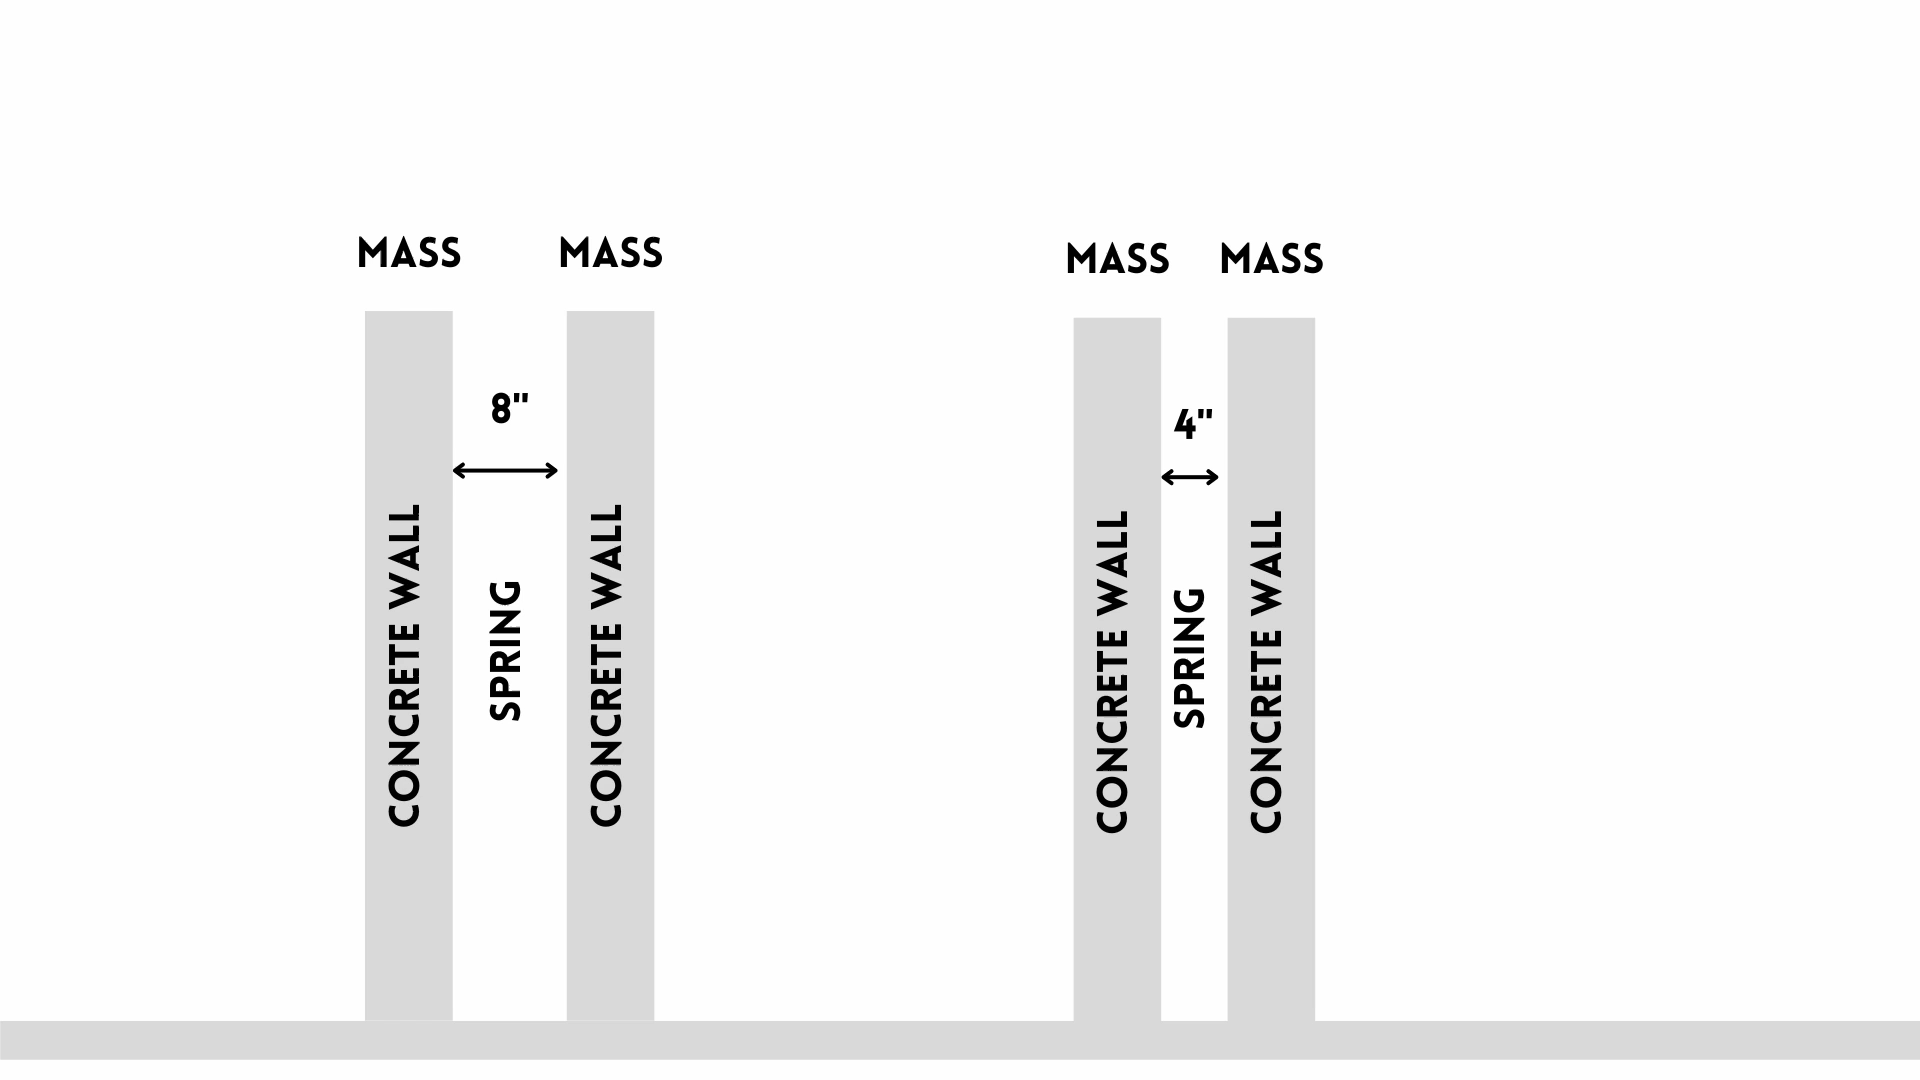 MASS
MASS
8"
CONCRETE WALL
SPRING
CONCRETE WALL
MASS
MASS
4"
CONCRETE WALL
SPRING
CONCRETE WALL